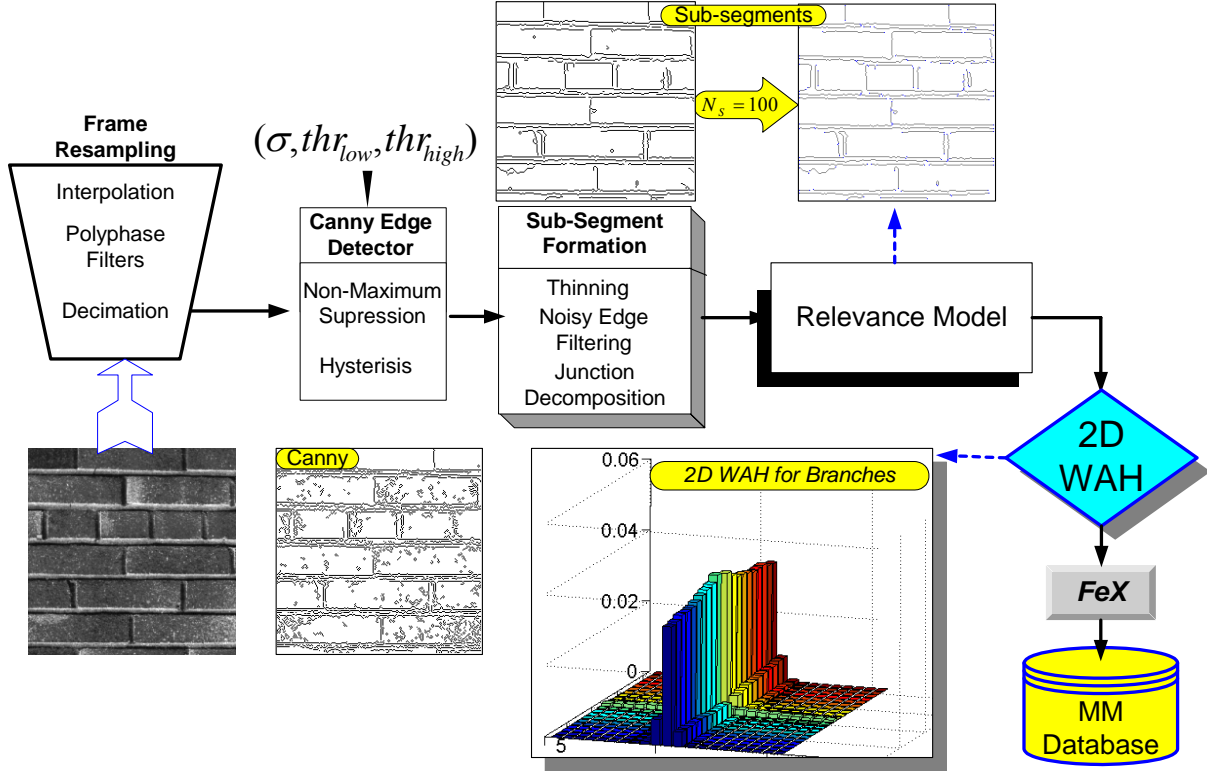 Sub-segments
N_S = 100
Frame
Resampling
Interpolation
Polyphase
Filters
Decimation
(σ, thr_low, thr_high)
Canny Edge
Detector
Non-Maximum
Supression
Hysterisis
Sub-Segment
Formation
Thinning
Noisy Edge
Filtering
Junction
Decomposition
Relevance Model
2D
WAH
FeX
MM
Database
Canny
2D WAH for Branches
0.06
0.04
0.02
0
5